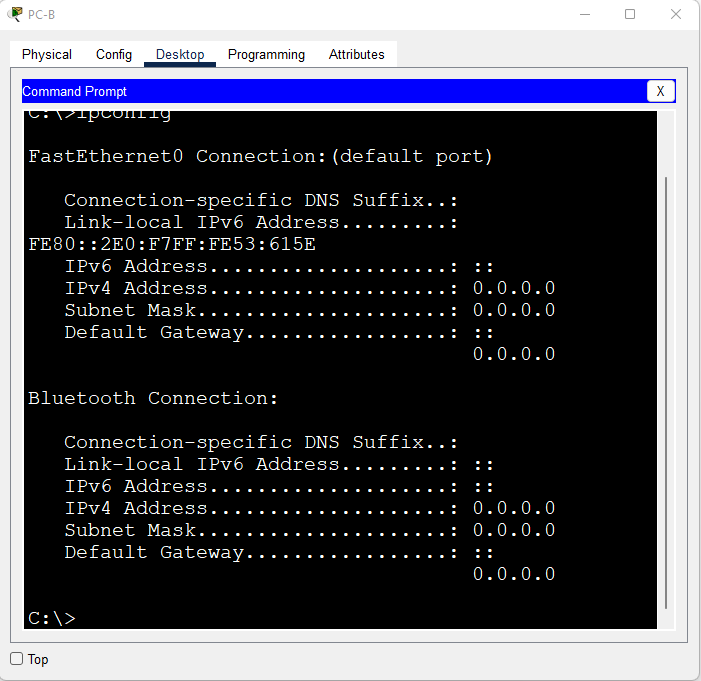 PC-B
Physical Config Desktop Programming Attributes
Command Prompt X
C:\>ipconfig
FastEthernet0 Connection:(default port)
Connection-specific DNS Suffix..:
Link-local IPv6 Address.........:
FE80::2E0:F7FF:FE53:615E
IPv6 Address....................: ::
IPv4 Address....................: 0.0.0.0
Subnet Mask.....................: 0.0.0.0
Default Gateway.................: ::
0.0.0.0
Bluetooth Connection:
Connection-specific DNS Suffix..:
Link-local IPv6 Address.........: ::
IPv6 Address....................: ::
IPv4 Address....................: 0.0.0.0
Subnet Mask.....................: 0.0.0.0
Default Gateway.................: ::
0.0.0.0
C:\>
Top